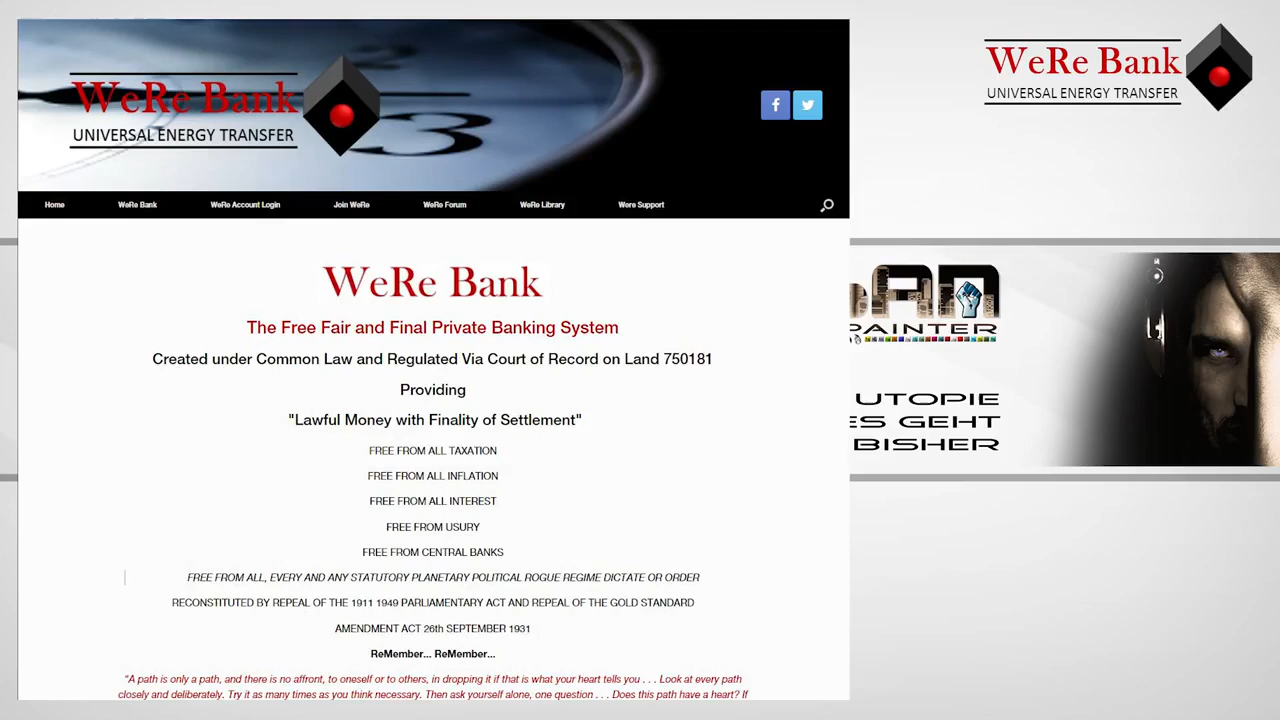 WeRe Bank
UNIVERSAL ENERGY TRANSFER
Home WeRe Bank WeRe Account Login Join WeRe WeRe Forum WeRe Library Were Support
WeRe Bank
The Free Fair and Final Private Banking System
Created under Common Law and Regulated Via Court of Record on Land 750181
Providing
"Lawful Money with Finality of Settlement"
FREE FROM ALL TAXATION
FREE FROM ALL INFLATION
FREE FROM ALL INTEREST
FREE FROM USURY
FREE FROM CENTRAL BANKS
FREE FROM ALL, EVERY AND ANY STATUTORY PLANETARY POLITICAL ROGUE REGIME DICTATE OR ORDER
RECONSTITUTED BY REPEAL OF THE 1911 1949 PARLIAMENTARY ACT AND REPEAL OF THE GOLD STANDARD
AMENDMENT ACT 26th SEPTEMBER 1931
ReMember... ReMember...
"A path is only a path, and there is no affront, to oneself or to others, in dropping it if that is what your heart tells you . . . Look at every path
closely and deliberately. Try it as many times as you think necessary. Then ask yourself alone, one question . . . Does this path have a heart? If
WeRe Bank
UNIVERSAL ENERGY TRANSFER
PAINTER
UTOPIE
ES GEHT
BISHER